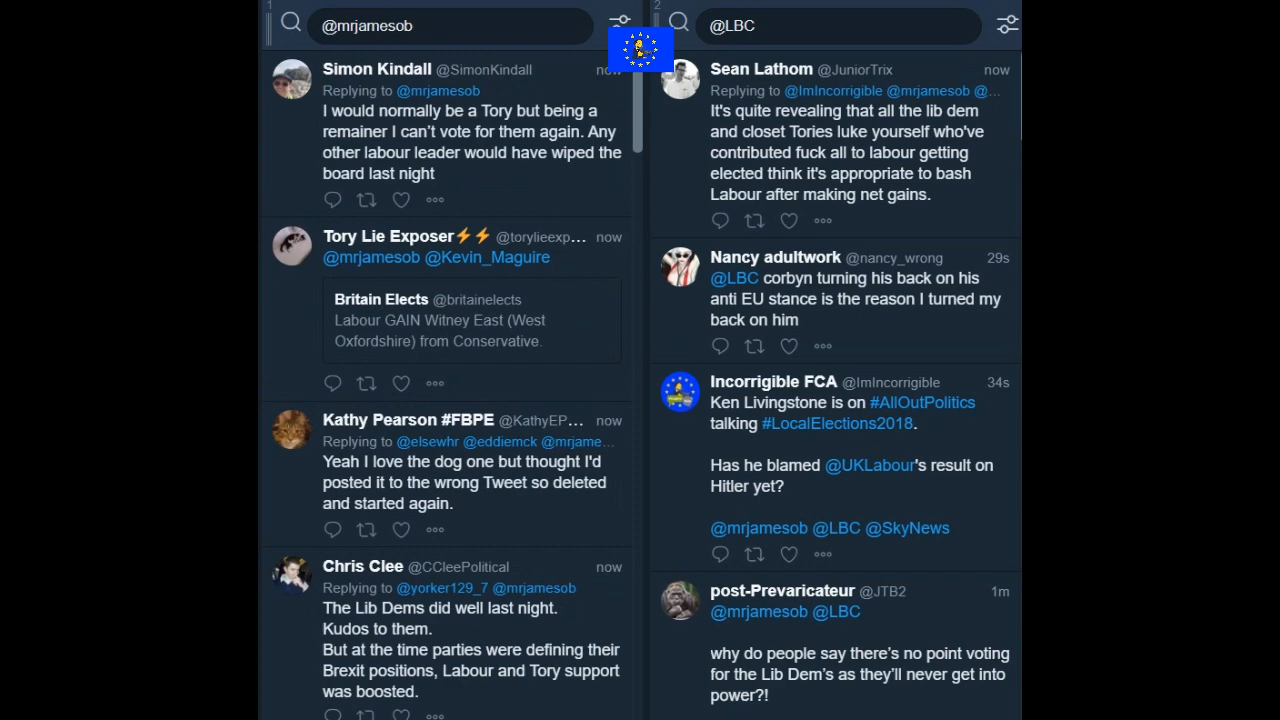 1
@mrjamesob
Simon Kindall @SimonKindall now
Replying to @mrjamesob
I would normally be a Tory but being a
remainer I can't vote for them again. Any
other labour leader would have wiped the
board last night
Tory Lie Exposer⚡⚡ @torylieexp... now
@mrjamesob @Kevin_Maguire
Britain Elects @britainelects
Labour GAIN Witney East (West
Oxfordshire) from Conservative.
Kathy Pearson #FBPE @KathyEP... now
Replying to @elsewhr @eddiemck @mrjame...
Yeah I love the dog one but thought I'd
posted it to the wrong Tweet so deleted
and started again.
Chris Clee @CCleePolitical now
Replying to @yorker129_7 @mrjamesob
The Lib Dems did well last night.
Kudos to them.
But at the time parties were defining their
Brexit positions, Labour and Tory support
was boosted.
2
@LBC
Sean Lathom @JuniorTrix now
Replying to @ImIncorrigible @mrjamesob @...
It's quite revealing that all the lib dem
and closet Tories luke yourself who've
contributed fuck all to labour getting
elected think it's appropriate to bash
Labour after making net gains.
Nancy adultwork @nancy_wrong 29s
@LBC corbyn turning his back on his
anti EU stance is the reason I turned my
back on him
Incorrigible FCA @ImIncorrigible 34s
Ken Livingstone is on #AllOutPolitics
talking #LocalElections2018.
Has he blamed @UKLabour's result on
Hitler yet?
@mrjamesob @LBC @SkyNews
post-Prevaricateur @JTB2 1m
@mrjamesob @LBC
why do people say there's no point voting
for the Lib Dem's as they'll never get into
power?!